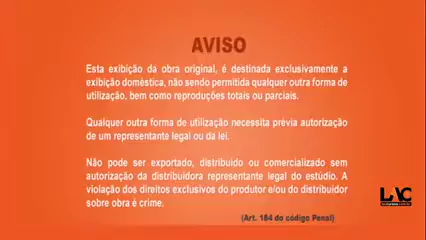 AVISO
Esta exibição da obra original, é destinada exclusivamente a
exibição doméstica, não sendo permitida qualquer outra forma de
utilização, bem como reproduções totais ou parciais.
Qualquer outra forma de utilização necessita prévia autorização
de um representante legal ou da lei.
Não pode ser exportado, distribuido ou comercializado sem
autorização da distribuidora representante legal do estúdio. A
violação dos direitos exclusivos do produtor e/ou do distribuidor
sobre obra é crime.
(Art. 184 do código Penal)